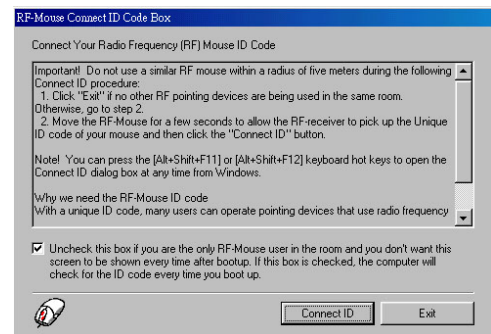 RF-Mouse Connect ID Code Box
Connect Your Radio Frequency (RF) Mouse ID Code
Important! Do not use a similar RF mouse within a radius of five meters during the following
Connect ID procedure:
1. Click "Exit" if no other RF pointing devices are being used in the same room.
Otherwise, go to step 2.
2. Move the RF-Mouse for a few seconds to allow the RF-receiver to pick up the Unique
ID code of your mouse and then click the "Connect ID" button.
Note! You can press the [Alt+Shift+F11] or [Alt+Shift+F12] keyboard hot keys to open the
Connect ID dialog box at any time from Windows.
Why we need the RF-Mouse ID code
With a unique ID code, many users can operate pointing devices that use radio frequency
Uncheck this box if you are the only RF-Mouse user in the room and you don't want this
screen to be shown every time after bootup. If this box is checked, the computer will
check for the ID code every time you boot up.
Connect ID Exit